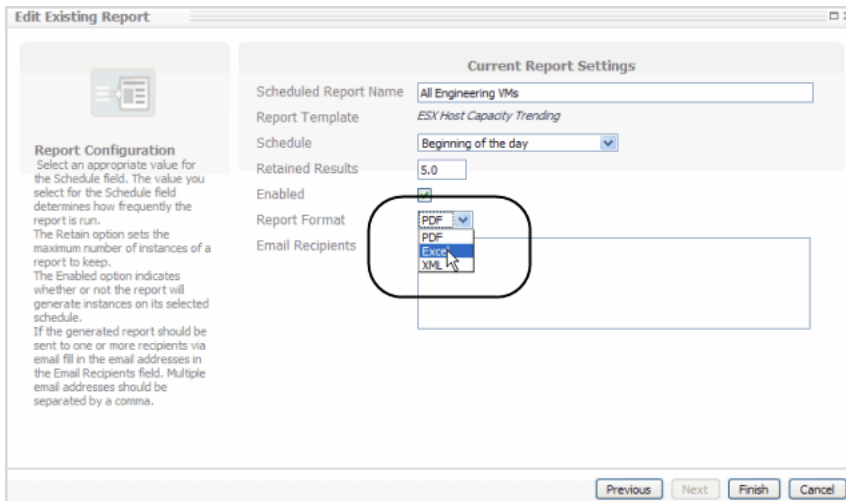 Edit Existing Report
Report Configuration
Select an appropriate value for
the Schedule field. The value you
select for the Schedule field
determines how frequently the
report is run.
The Retain option sets the
maximum number of instances of a
report to keep.
The Enabled option indicates
whether or not the report will
generate instances on its selected
schedule.
If the generated report should be
sent to one or more recipients via
email fill in the email addresses in
the Email Recipients field. Multiple
email addresses should be
separated by a comma.
Current Report Settings
Scheduled Report Name All Engineering VMs
Report Template ESX Host Capacity Trending
Schedule Beginning of the day
Retained Results 5.0
Enabled
Report Format PDF
PDF
Excel
XML
Email Recipients
Previous Next Finish Cancel